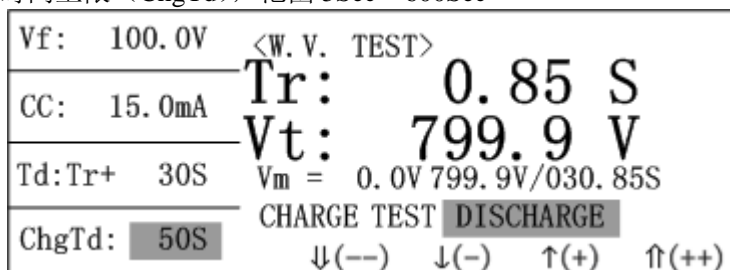 Vf: 100.0V
CC: 15.0mA
Td:Tr+ 30S
ChgTd: 50S
<W.V. TEST>
Tr: 0.85 S
Vt: 799.9 V
Vm = 0.0V 799.9V/030.85S
CHARGE TEST DISCHARGE
⇓(--) ↓(-) ↑(+) ⇑(++)